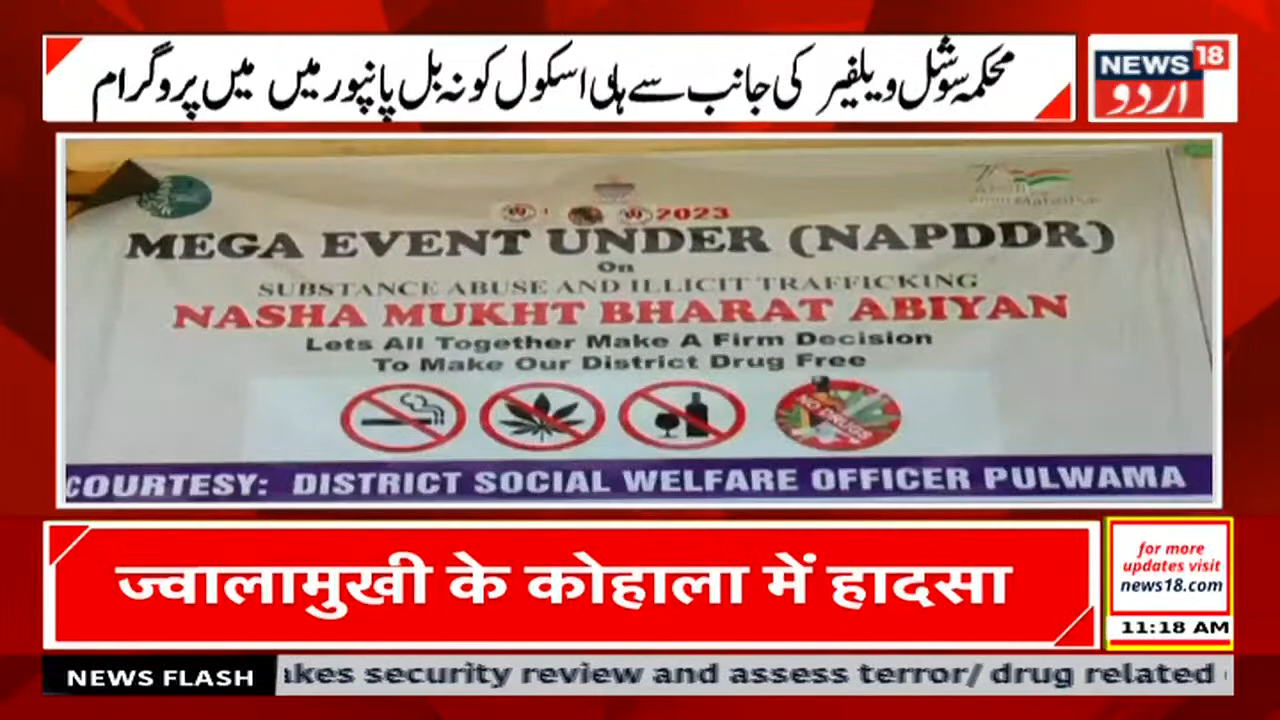 محکمہ سوشل ویلفیر کی جانب سے ہائی اسکول کونہ بل پانپور میں میں پروگرام
NEWS 18
اردو
2023
MEGA EVENT UNDER (NAPDDR)
On
SUBSTANCE ABUSE AND ILLICIT TRAFFICKING
NASHA MUKHT BHARAT ABIYAN
Lets All Together Make A Firm Decision
To Make Our District Drug Free
NO DRUGS
COURTESY: DISTRICT SOCIAL WELFARE OFFICER PULWAMA
ज्वालामुखी के कोहाला में हादसा
for more
updates visit
news18.com
11:18 AM
NEWS FLASH
akes security review and assess terror/ drug related